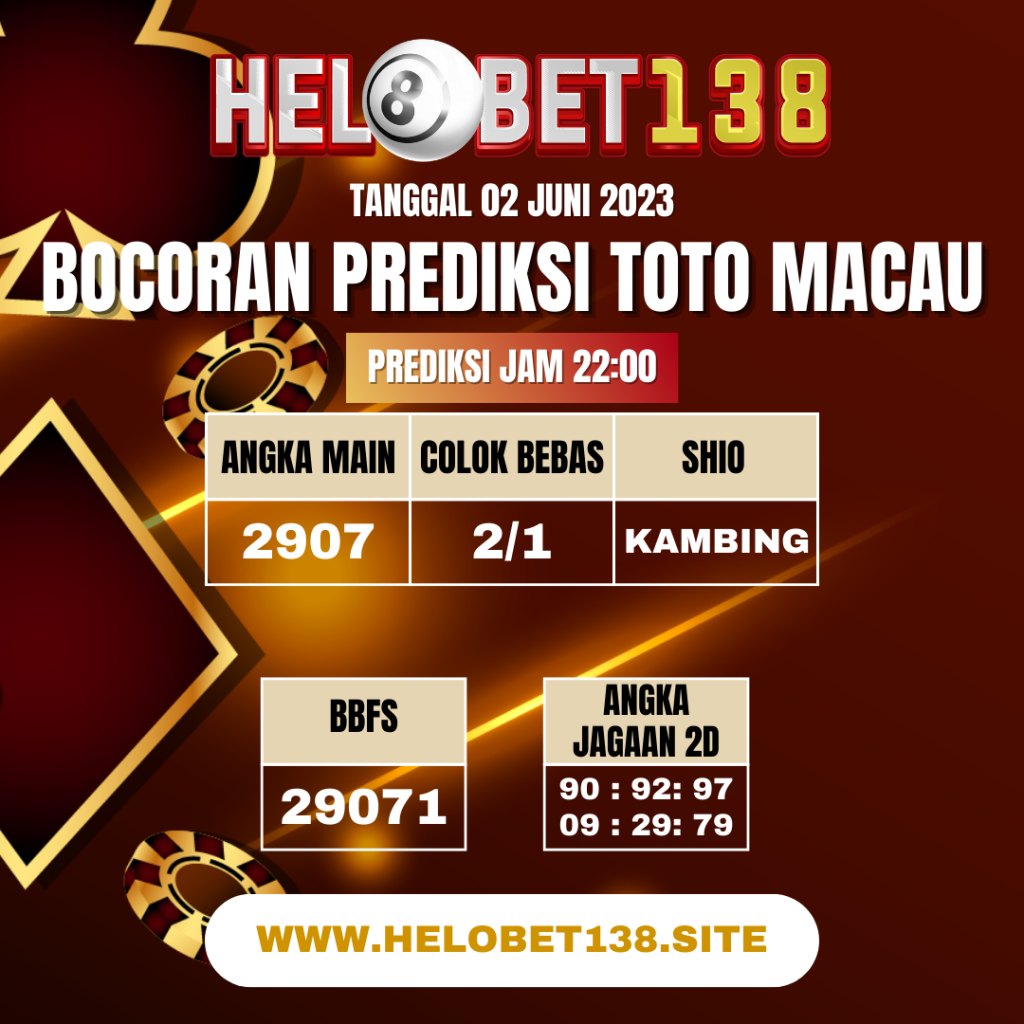 HELOBET138
TANGGAL 02 JUNI 2023
BOCORAN PREDIKSI TOTO MACAU
PREDIKSI JAM 22:00
ANGKA MAIN COLOK BEBAS SHIO
2907 2/1 KAMBING
BBFS
29071
ANGKA
JAGAAN 2D
90 : 92: 97
09 : 29: 79
WWW.HELOBET138.SITE